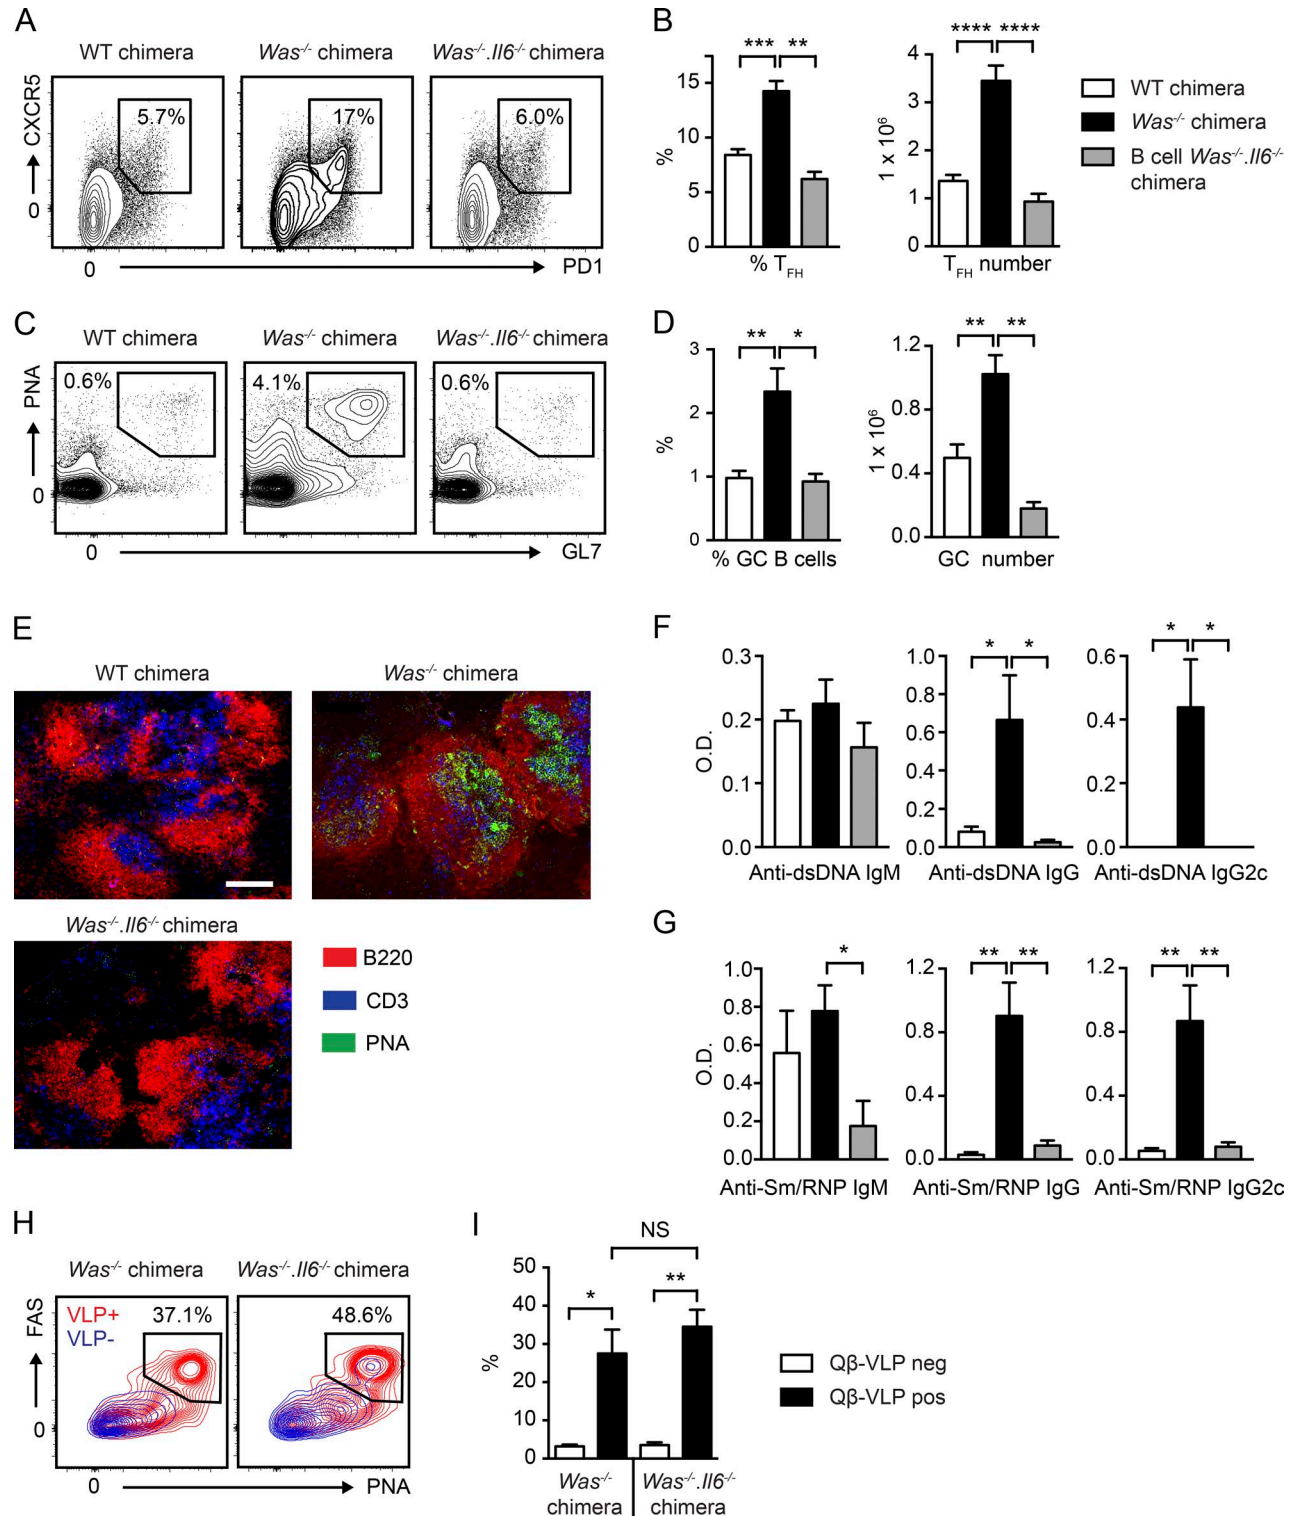 A
WT chimera
Was-/- chimera
Was-/-.Il6-/- chimera
CXCR5
5.7%
17%
6.0%
0
0
PD1
B
*** **
%
15
10
5
0
% TFH
**** ****
1 x 10⁶
4
3
2
1
0
TFH number
WT chimera
Was-/- chimera
B cell Was-/-.Il6-/-
chimera
C
WT chimera
Was-/- chimera
Was-/-.Il6-/- chimera
PNA
0.6%
4.1%
0.6%
0
0
GL7
D
** *
%
3
2
1
0
% GC B cells
** **
1 x 10⁶
1.2
0.8
0.4
0.0
GC number
E
WT chimera
Was-/- chimera
Was-/-.Il6-/- chimera
B220
CD3
PNA
F
O.D.
0.3
0.2
0.1
0.0
Anti-dsDNA IgM
* *
1.0
0.8
0.6
0.4
0.2
0.0
Anti-dsDNA IgG
* *
0.6
0.4
0.2
0.0
Anti-dsDNA IgG2c
G
O.D.
*
1.0
0.8
0.6
0.4
0.2
0.0
Anti-Sm/RNP IgM
** **
1.2
0.8
0.4
0.0
Anti-Sm/RNP IgG
** **
1.2
0.8
0.4
0.0
Anti-Sm/RNP IgG2c
H
Was-/- chimera
Was-/-.Il6-/- chimera
FAS
VLP+
VLP-
37.1%
48.6%
0
0
PNA
I
NS
* **
%
50
40
30
20
10
0
Was-/-
chimera
Was-/-.Il6-/-
chimera
Qβ-VLP neg
Qβ-VLP pos